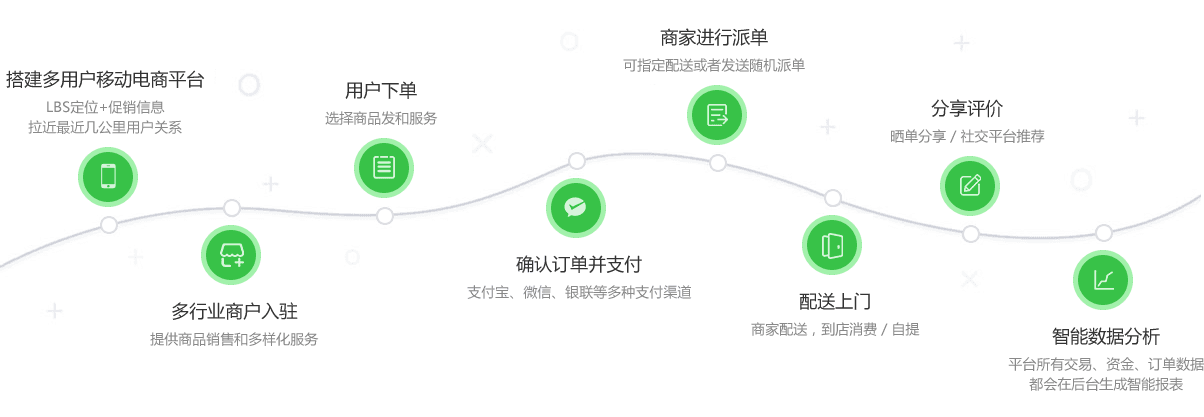 搭建多用户移动电商平台
LBS定位+促销信息
拉近最近几公里用户关系
多行业商户入驻
提供商品销售和多样化服务
用户下单
选择商品发和服务
确认订单并支付
支付宝、微信、银联等多种支付渠道
商家进行派单
可指定配送或者发送随机派单
配送上门
商家配送，到店消费 / 自提
分享评价
晒单分享 / 社交平台推荐
智能数据分析
平台所有交易、资金、订单数据
都会在后台生成智能报表